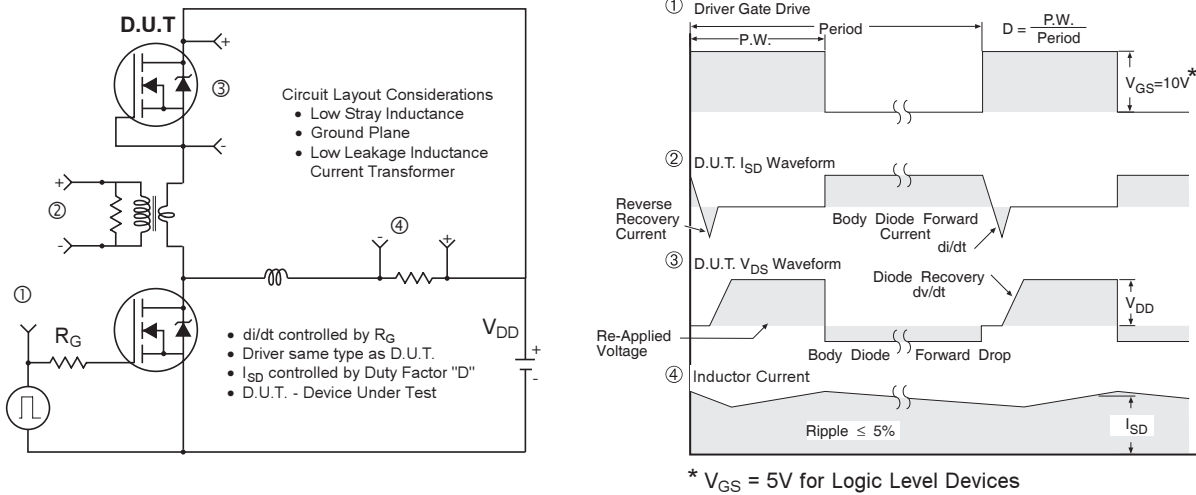 D.U.T
+
③
-
Circuit Layout Considerations
• Low Stray Inductance
• Ground Plane
• Low Leakage Inductance
Current Transformer
+
②
-
④
-
+
①
R_G
V_DD
+
-
• di/dt controlled by R_G
• Driver same type as D.U.T.
• I_SD controlled by Duty Factor "D"
• D.U.T. - Device Under Test
① Driver Gate Drive
P.W.
Period
D = P.W. / Period
V_GS=10V*
② D.U.T. I_SD Waveform
Reverse
Recovery
Current
Body Diode Forward
Current
di/dt
③ D.U.T. V_DS Waveform
Diode Recovery
dv/dt
V_DD
Re-Applied
Voltage
Body Diode Forward Drop
④ Inductor Current
Ripple ≤ 5%
I_SD
* V_GS = 5V for Logic Level Devices